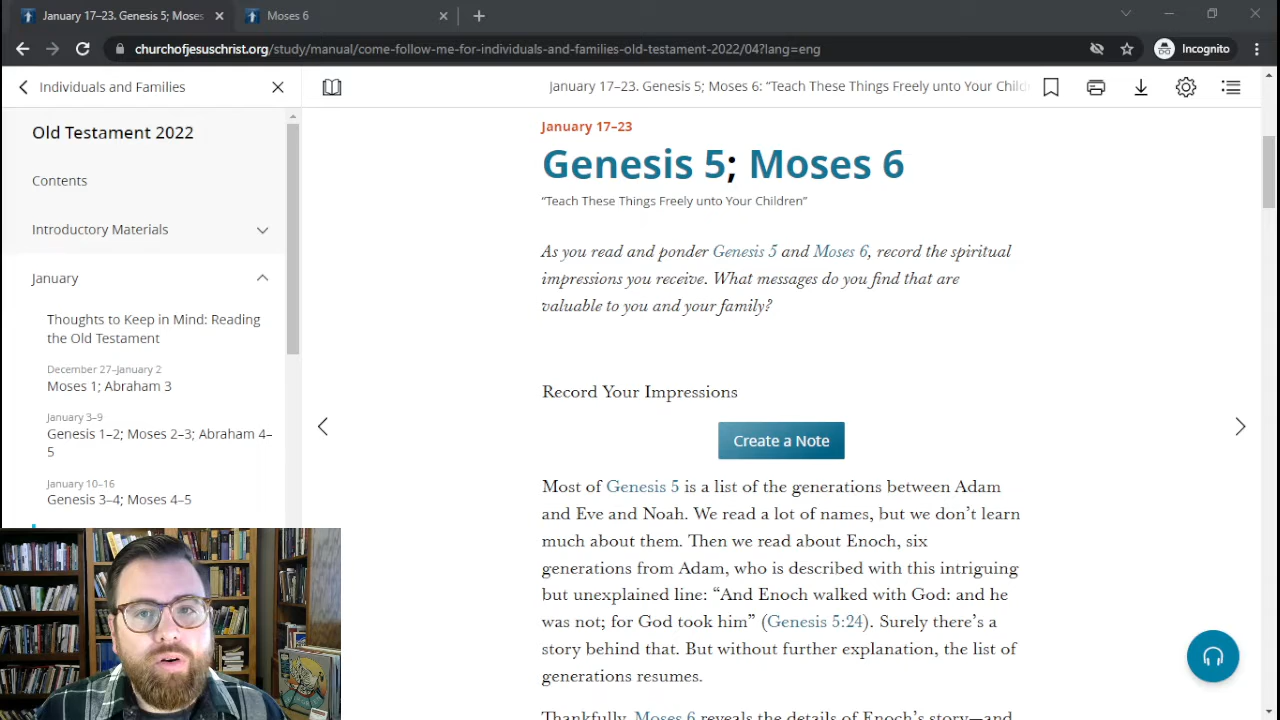 January 17–23. Genesis 5; Moses
Moses 6
churchofjesuschrist.org/study/manual/come-follow-me-for-individuals-and-families-old-testament-2022/04?lang=eng
Incognito
Individuals and Families
January 17–23. Genesis 5; Moses 6: “Teach These Things Freely unto Your Child
Old Testament 2022
Contents
Introductory Materials
January
Thoughts to Keep in Mind: Reading
the Old Testament
December 27–January 2
Moses 1; Abraham 3
January 3–9
Genesis 1–2; Moses 2–3; Abraham 4–
5
January 10–16
Genesis 3–4; Moses 4–5
January 17–23
Genesis 5; Moses 6
“Teach These Things Freely unto Your Children”
As you read and ponder Genesis 5 and Moses 6, record the spiritual
impressions you receive. What messages do you find that are
valuable to you and your family?
Record Your Impressions
Create a Note
Most of Genesis 5 is a list of the generations between Adam
and Eve and Noah. We read a lot of names, but we don’t learn
much about them. Then we read about Enoch, six
generations from Adam, who is described with this intriguing
but unexplained line: “And Enoch walked with God: and he
was not; for God took him” (Genesis 5:24). Surely there’s a
story behind that. But without further explanation, the list of
generations resumes.
Thankfully, Moses 6 reveals the details of Enoch’s story—and